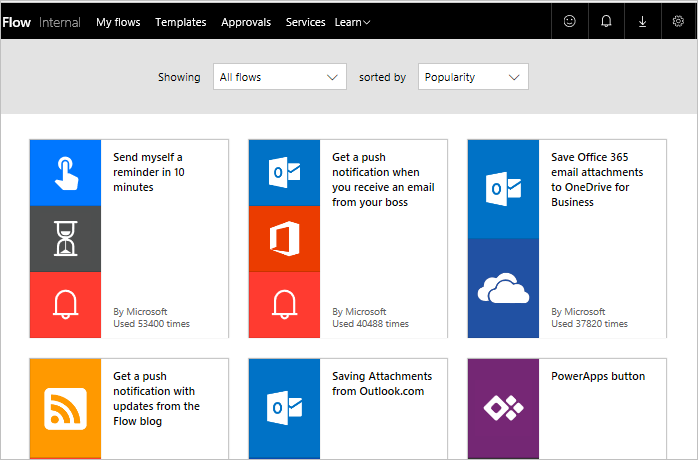 Flow Internal My flows Templates Approvals Services Learn
Showing All flows sorted by Popularity
Send myself a
reminder in 10
minutes
By Microsoft
Used 53400 times
Get a push
notification when
you receive an email
from your boss
By Microsoft
Used 40488 times
Save Office 365
email attachments
to OneDrive for
Business
By Microsoft
Used 37820 times
Get a push
notification with
updates from the
Flow blog
Saving Attachments
from Outlook.com
PowerApps button